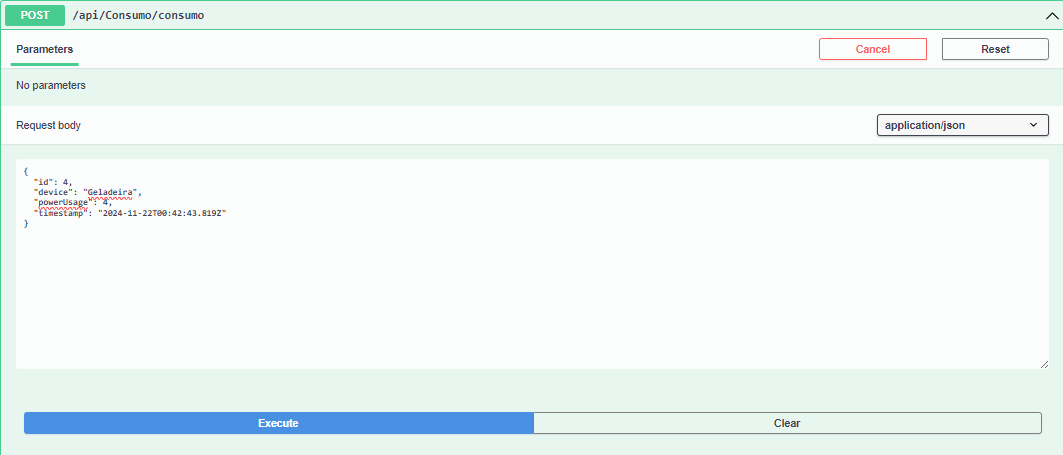 POST /api/Consumo/consumo
Parameters Cancel Reset
No parameters
Request body application/json
{
  "id": 4,
  "device": "Geladeira",
  "powerUsage": 4,
  "timestamp": "2024-11-22T00:42:43.819Z"
}
Execute Clear